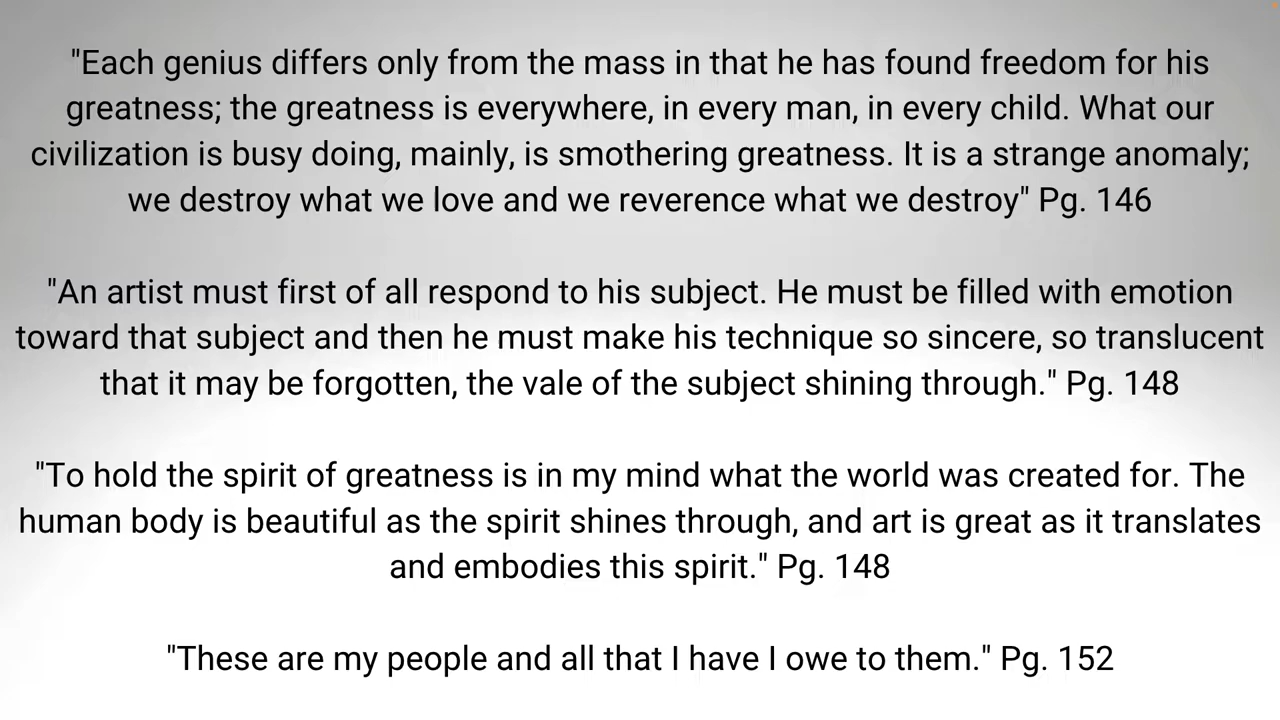 "Each genius differs only from the mass in that he has found freedom for his
greatness; the greatness is everywhere, in every man, in every child. What our
civilization is busy doing, mainly, is smothering greatness. It is a strange anomaly;
we destroy what we love and we reverence what we destroy" Pg. 146
"An artist must first of all respond to his subject. He must be filled with emotion
toward that subject and then he must make his technique so sincere, so translucent
that it may be forgotten, the vale of the subject shining through." Pg. 148
"To hold the spirit of greatness is in my mind what the world was created for. The
human body is beautiful as the spirit shines through, and art is great as it translates
and embodies this spirit." Pg. 148
"These are my people and all that I have I owe to them." Pg. 152